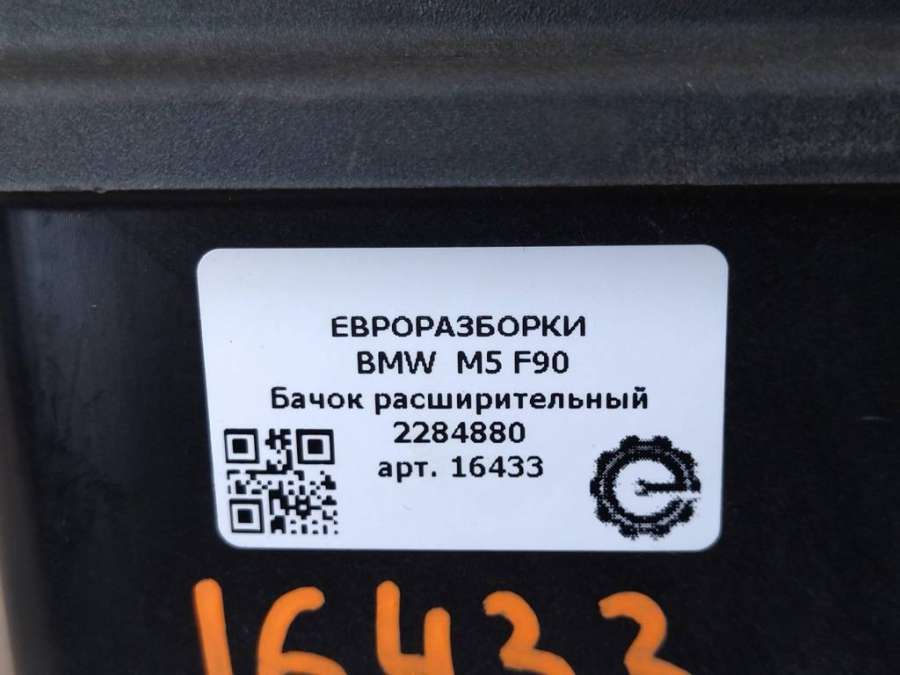 ЕВРОРАЗБОРКИ
BMW M5 F90
Бачок расширительный
2284880
арт. 16433
16433